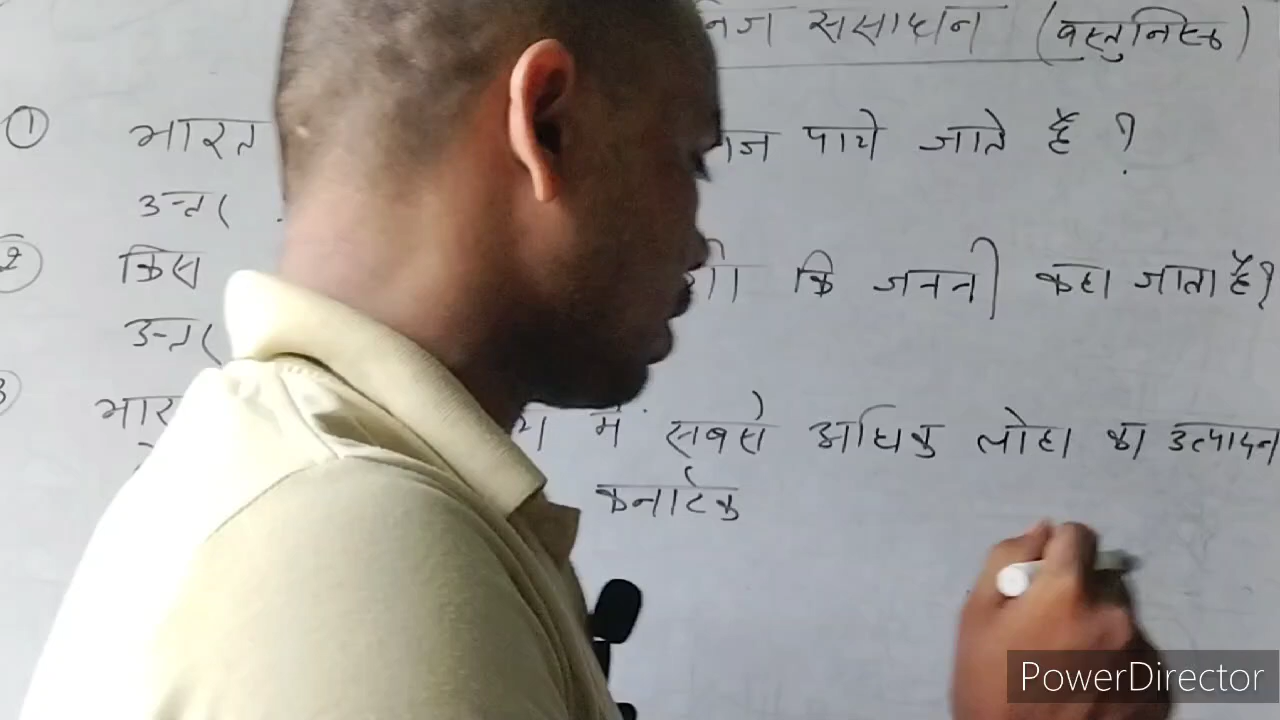 संसाधन (वस्तुनिष्ठ)
① भारत पाये जाते हैं ?
उत्तर
② किस कि जननी कहा जाता है?
उत्तर
3 में सबसे अधिक लोहा का उत्पादन
कर्नाटक
PowerDirector